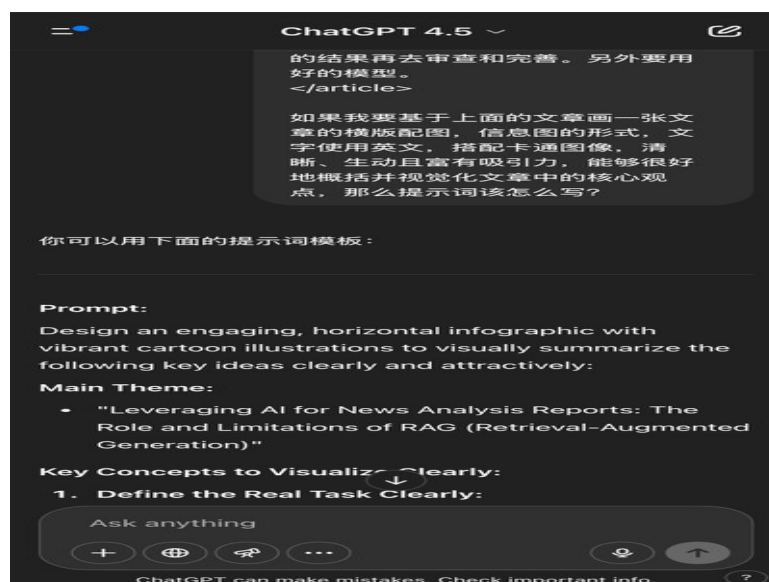 ChatGPT 4.5
的结果再去审查和完善。另外要用
好的模型。
</article>
如果我要基于上面的文章画一张文
章的横版配图，信息图的形式，文
字使用英文，搭配卡通图像，清
晰、生动且富有吸引力，能够很好
地概括并视觉化文章中的核心观
点，那么提示词该怎么写？
你可以用下面的提示词模板：
Prompt:
Design an engaging, horizontal infographic with
vibrant cartoon illustrations to visually summarize the
following key ideas clearly and attractively:
Main Theme:
• "Leveraging AI for News Analysis Reports: The
Role and Limitations of RAG (Retrieval-Augmented
Generation)"
Key Concepts to Visualize Clearly:
1. Define the Real Task Clearly:
Ask anything
ChatGPT can make mistakes. Check important info.
?